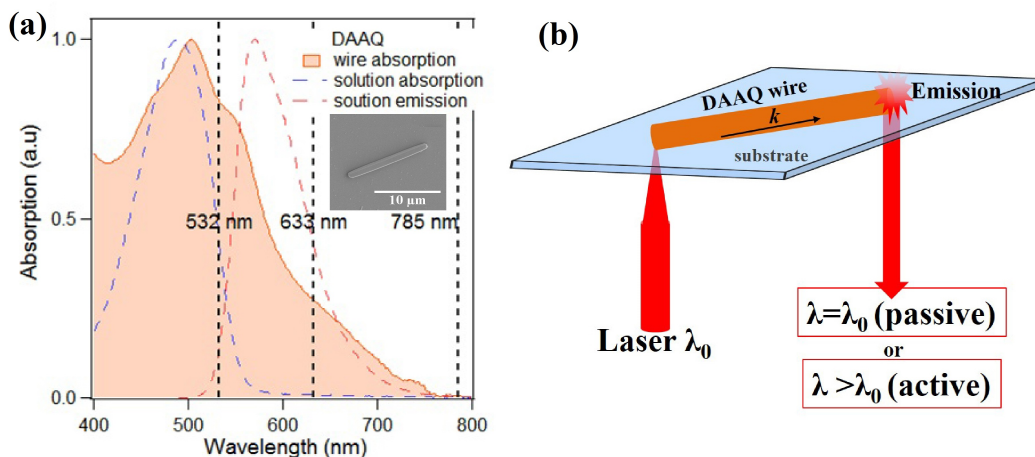 (a)
1.0
0.5
0.0
Absorption (a.u)
DAAQ
wire absorption
solution absorption
soution emission
10 µm
532 nm
633 nm
785 nm
400
500
600
700
800
Wavelength (nm)
(b)
DAAQ wire
k
Emission
substrate
Laser λ0
λ=λ0 (passive)
or
λ >λ0 (active)